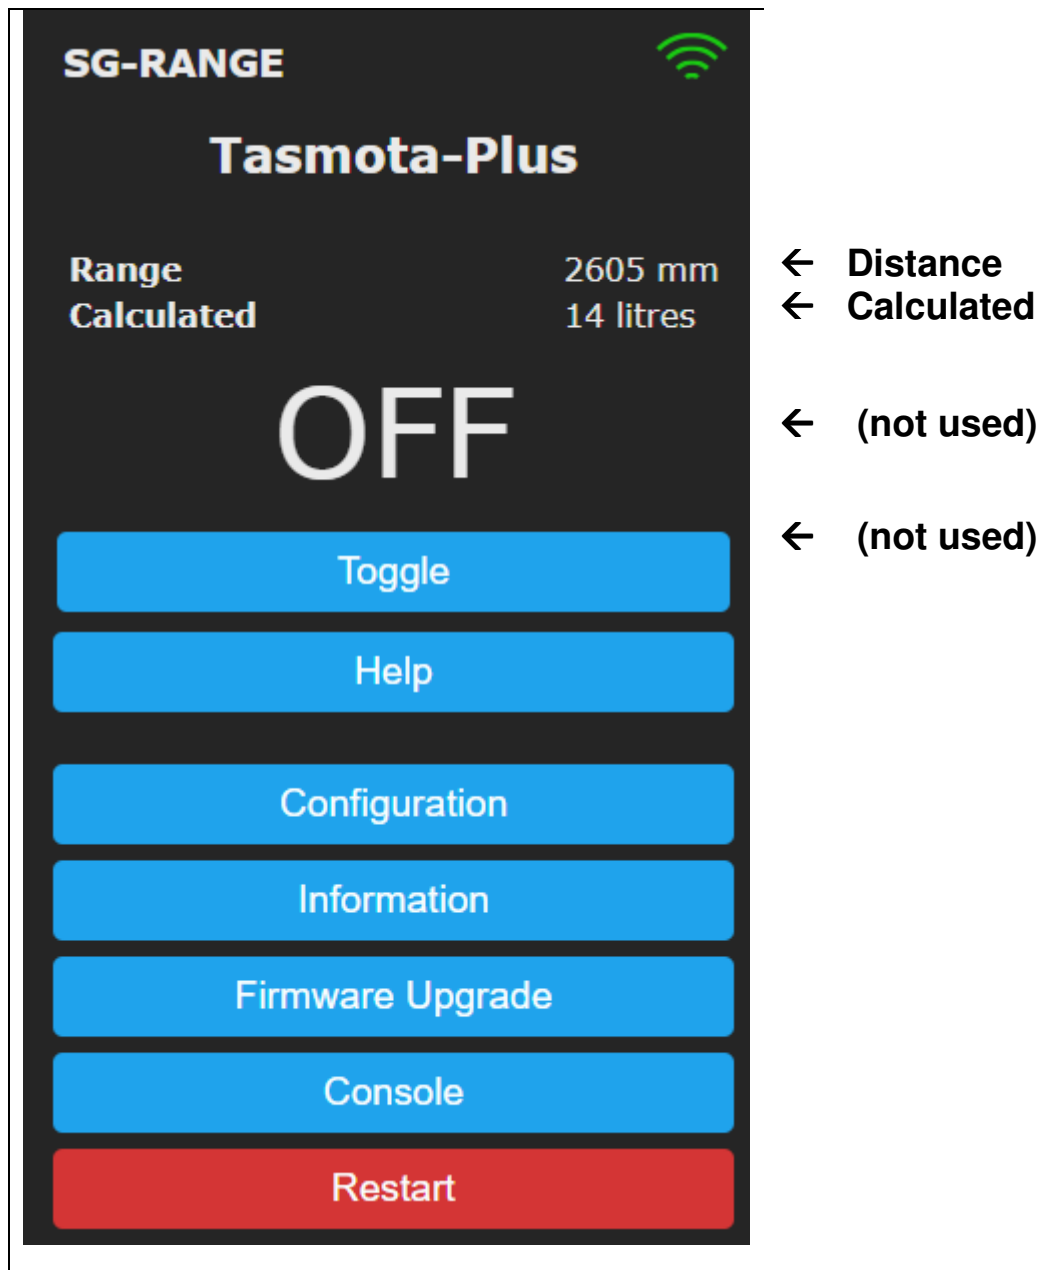 SG-RANGE
Tasmota-Plus
Range 2605 mm ← Distance
Calculated 14 litres ← Calculated
OFF ← (not used)
← (not used)
Toggle
Help
Configuration
Information
Firmware Upgrade
Console
Restart